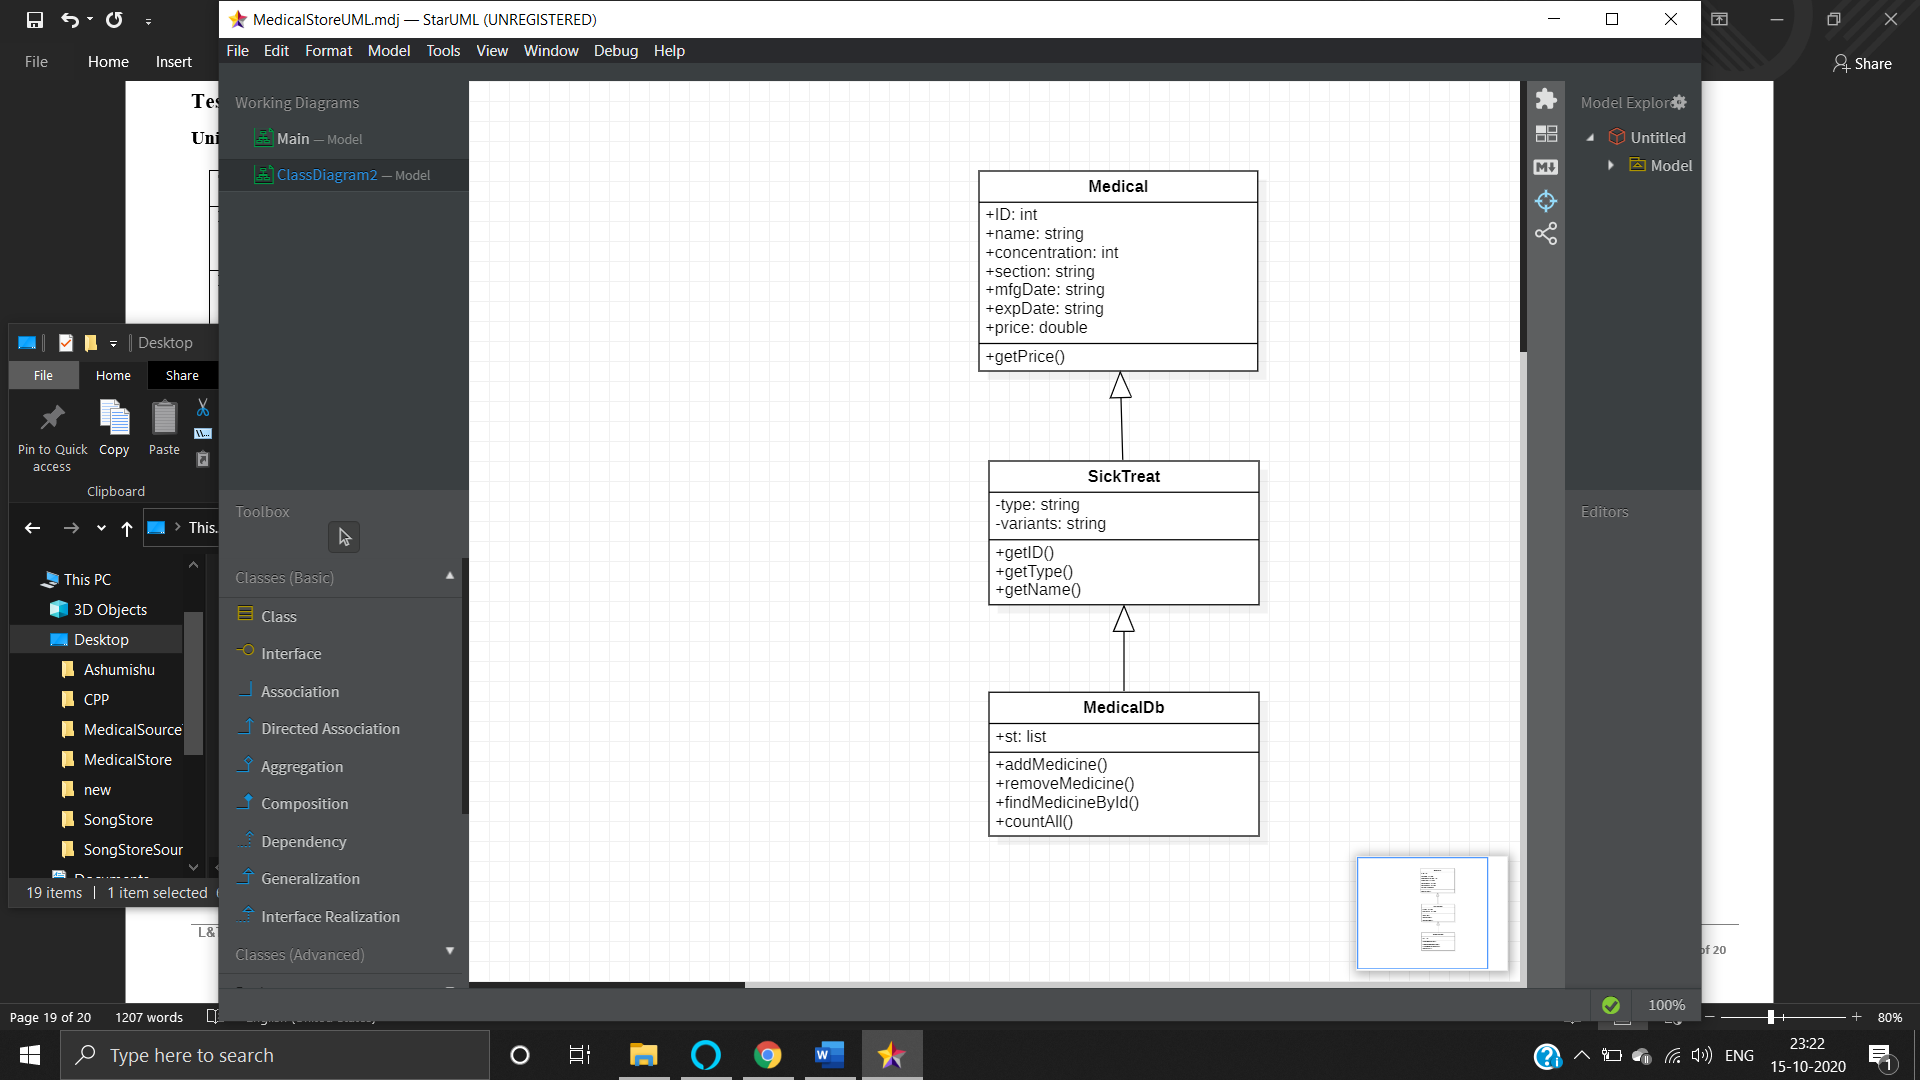 MedicalStoreUML.mdj — StarUML (UNREGISTERED)
File Edit Format Model Tools View Window Debug Help
File Home Insert
Share
Working Diagrams
Main — Model
ClassDiagram2 — Model
Model Explore
Untitled
Model
Medical
+ID: int
+name: string
+concentration: int
+section: string
+mfgDate: string
+expDate: string
+price: double
+getPrice()
SickTreat
-type: string
-variants: string
+getID()
+getType()
+getName()
MedicalDb
+st: list
+addMedicine()
+removeMedicine()
+findMedicineById()
+countAll()
Editors
Desktop
File Home Share
Pin to Quick access
Copy
Paste
Clipboard
This.
This PC
3D Objects
Desktop
Ashumishu
CPP
MedicalSource
MedicalStore
new
SongStore
SongStoreSour
19 items 1 item selected
Toolbox
Classes (Basic)
Class
Interface
Association
Directed Association
Aggregation
Composition
Dependency
Generalization
Interface Realization
Classes (Advanced)
of 20
100%
Page 19 of 20 1207 words
80%
Type here to search
ENG
23:22
15-10-2020
1